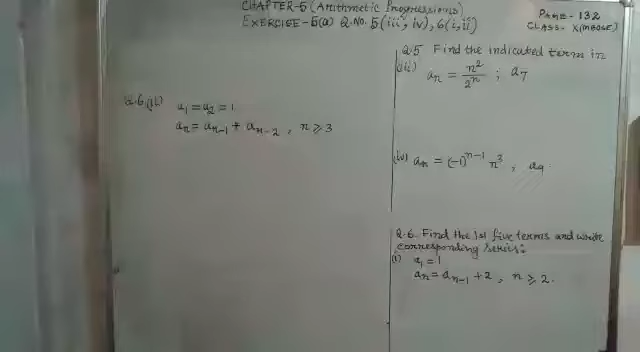 CHAPTER-5 (Arithmetic Progressions)
EXERCISE-5(a) Q.NO. 5(iii, iv), 6(i, ii)
PAGE-132
CLASS-X(MBOSE)
Q.6.(ii) a₁ = a₂ = 1
aₙ = aₙ₋₁ + aₙ₋₂, n ≥ 3
Q.5 Find the indicated term in
(iii) aₙ = n²/2ⁿ ; a₇
(iv) aₙ = (-1)ⁿ⁻¹ n³, a₉.
Q.6. Find the 1st five terms and write
corresponding series:
(i) a₁ = 1
aₙ = aₙ₋₁ + 2, n ≥ 2.